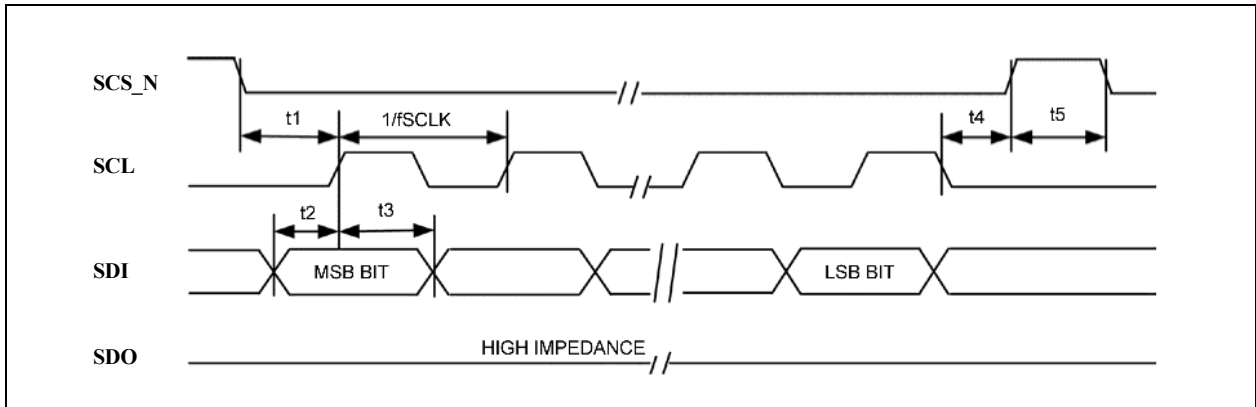 SCS_N
t1
1/fSCLK
t4
t5
SCL
t2
t3
SDI
MSB BIT
LSB BIT
HIGH IMPEDANCE
SDO